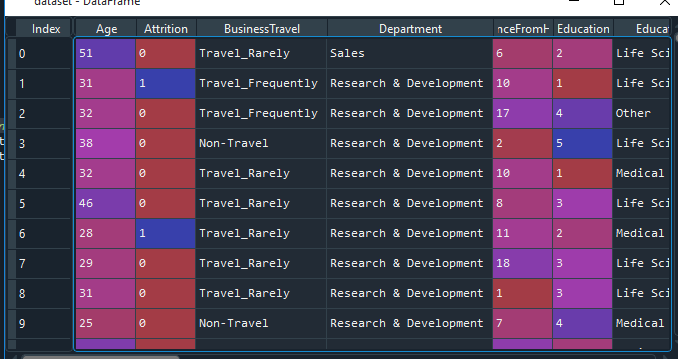 dataset - DataFrame
Index Age Attrition BusinessTravel Department nceFromH Education Educat
0 51 0 Travel_Rarely Sales 6 2 Life Sci
1 31 1 Travel_Frequently Research & Development 10 1 Life Sci
2 32 0 Travel_Frequently Research & Development 17 4 Other
3 38 0 Non-Travel Research & Development 2 5 Life Sci
4 32 0 Travel_Rarely Research & Development 10 1 Medical
5 46 0 Travel_Rarely Research & Development 8 3 Life Sci
6 28 1 Travel_Rarely Research & Development 11 2 Medical
7 29 0 Travel_Rarely Research & Development 18 3 Life Sci
8 31 0 Travel_Rarely Research & Development 1 3 Life Sci
9 25 0 Non-Travel Research & Development 7 4 Medical